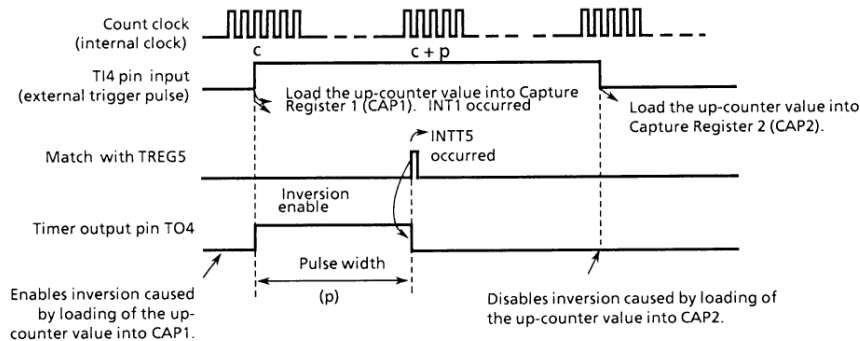 Count clock
(internal clock)
c
c + p
TI4 pin input
(external trigger pulse)
Load the up-counter value into Capture
Register 1 (CAP1). INT1 occurred
Load the up-counter value into
Capture Register 2 (CAP2).
INTT5
occurred
Match with TREG5
Inversion
enable
Timer output pin TO4
Pulse width
(p)
Enables inversion caused
by loading of the up-
counter value into CAP1.
Disables inversion caused by loading of
the up-counter value into CAP2.